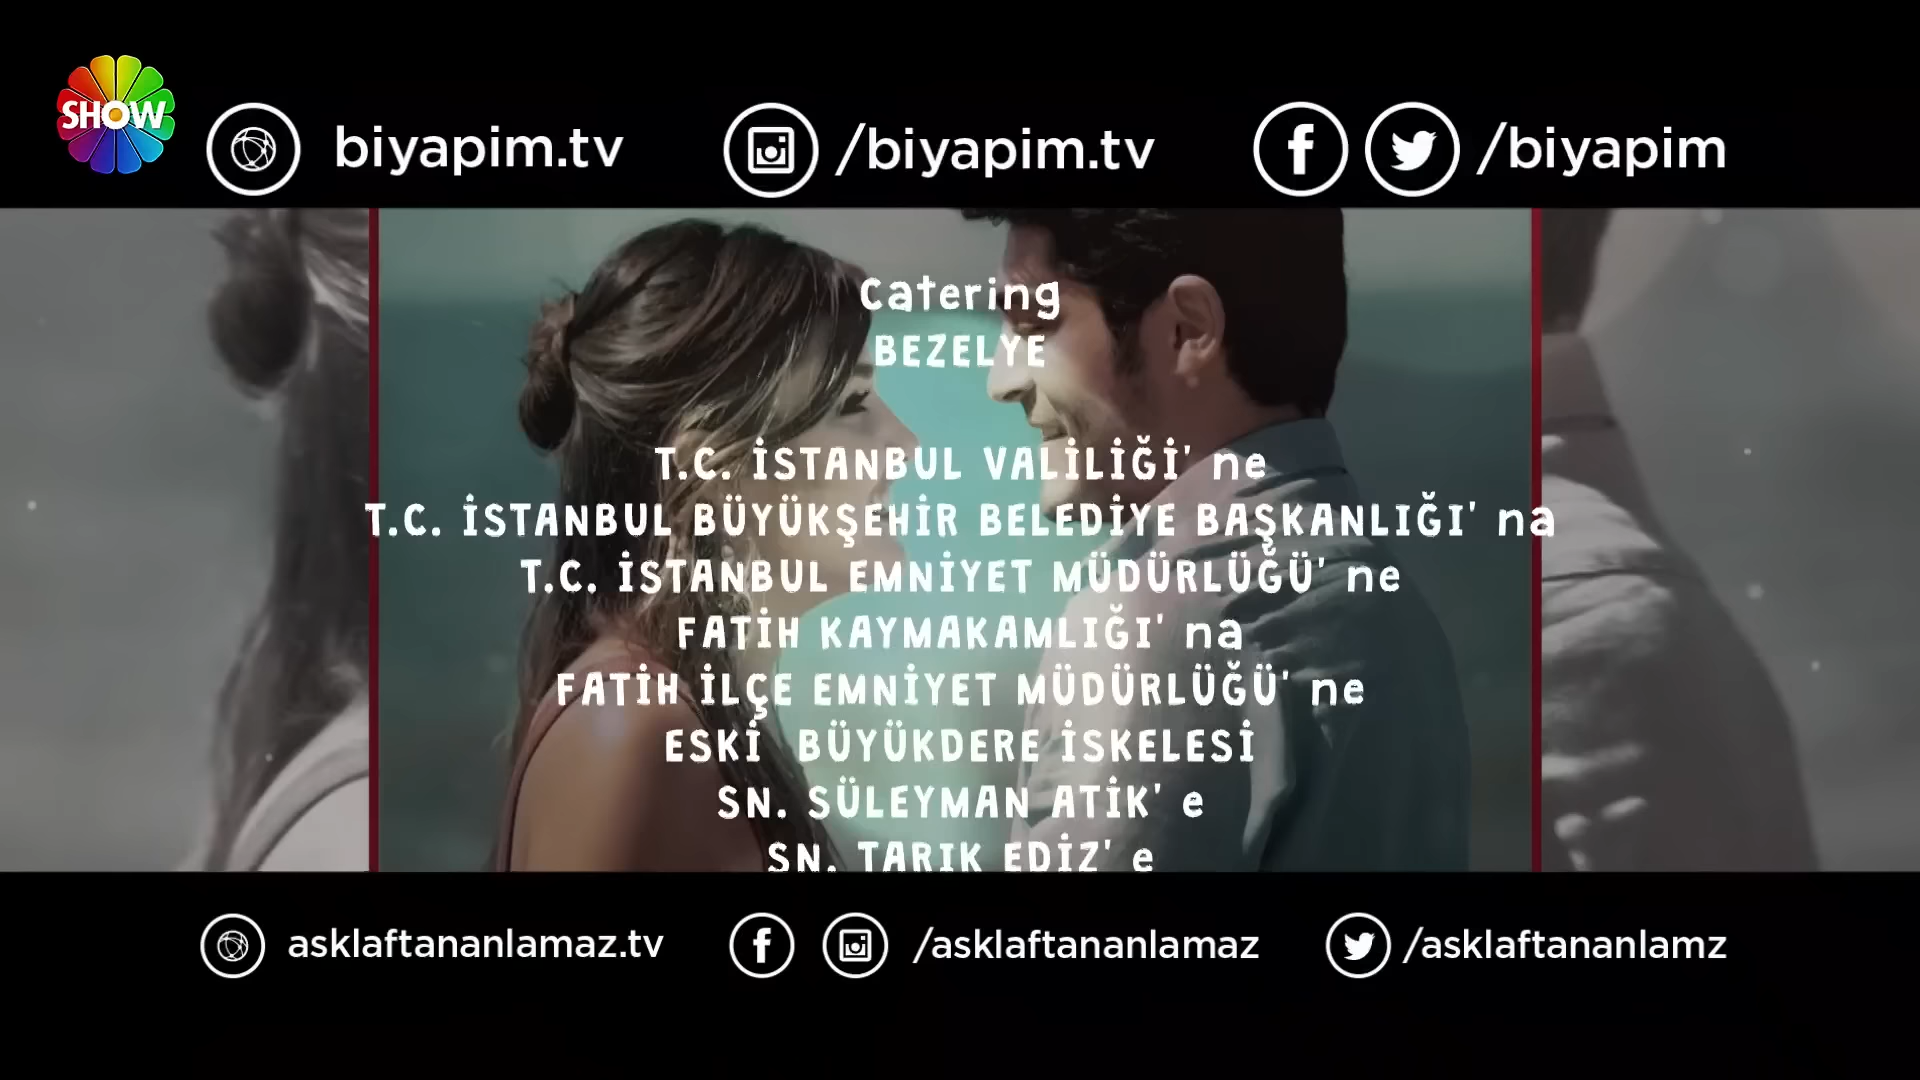 SHOW
biyapim.tv
/biyapim.tv
/biyapim
Catering
BEZELYE
T.C. İSTANBUL VALİLİĞİ' ne
T.C. İSTANBUL BÜYÜKŞEHİR BELEDİYE BAŞKANLIĞI' na
T.C. İSTANBUL EMNİYET MÜDÜRLÜĞÜ' ne
FATİH KAYMAKAMLIĞI' na
FATİH İLÇE EMNİYET MÜDÜRLÜĞÜ' ne
ESKİ BÜYÜKDERE İSKELESİ
SN. SÜLEYMAN ATİK' e
SN. TARIK EDİZ' e
asklaftananlamaz.tv
/asklaftananlamaz
/asklaftananlamz